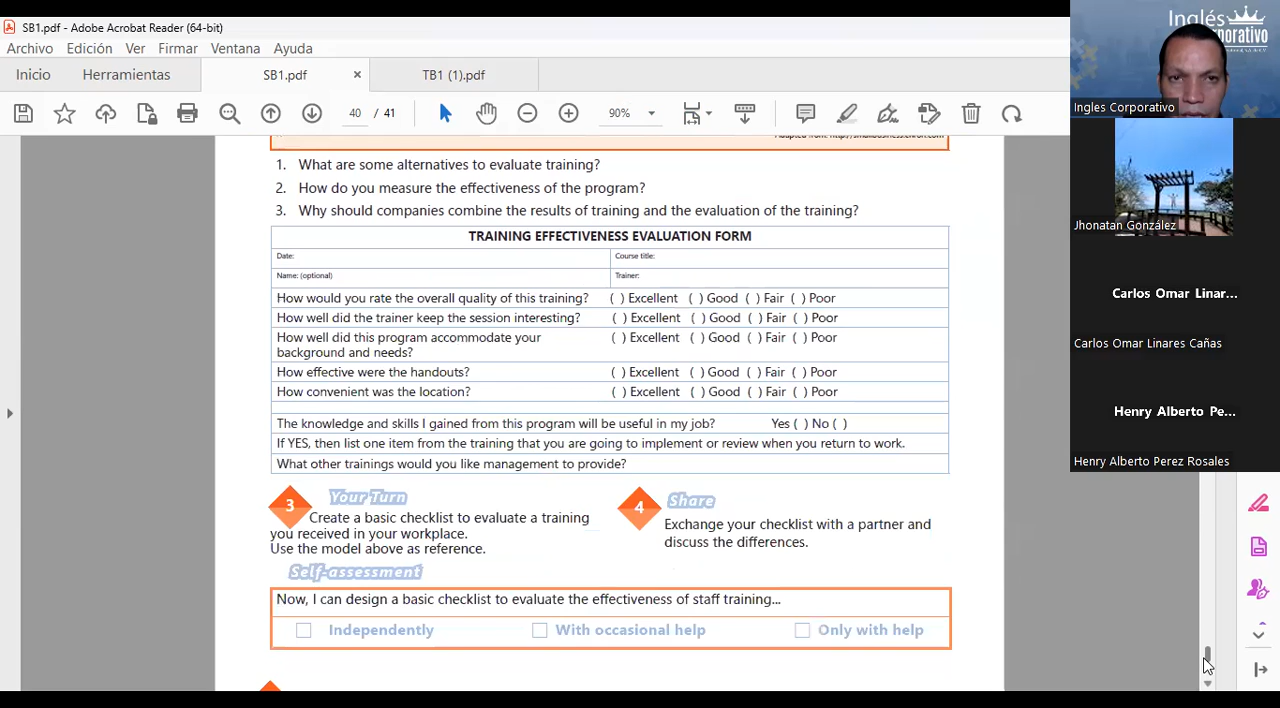 SB1.pdf - Adobe Acrobat Reader (64-bit)
Archivo Edición Ver Firmar Ventana Ayuda
Inicio Herramientas SB1.pdf × TB1 (1).pdf
40 / 41 90%
1. What are some alternatives to evaluate training?
2. How do you measure the effectiveness of the program?
3. Why should companies combine the results of training and the evaluation of the training?
TRAINING EFFECTIVENESS EVALUATION FORM
Date: Course title:
Name: (optional) Trainer:
How would you rate the overall quality of this training? ( ) Excellent ( ) Good ( ) Fair ( ) Poor
How well did the trainer keep the session interesting? ( ) Excellent ( ) Good ( ) Fair ( ) Poor
How well did this program accommodate your ( ) Excellent ( ) Good ( ) Fair ( ) Poor
background and needs?
How effective were the handouts? ( ) Excellent ( ) Good ( ) Fair ( ) Poor
How convenient was the location? ( ) Excellent ( ) Good ( ) Fair ( ) Poor
The knowledge and skills I gained from this program will be useful in my job? Yes ( ) No ( )
If YES, then list one item from the training that you are going to implement or review when you return to work.
What other trainings would you like management to provide?
3 Your Turn
Create a basic checklist to evaluate a training
you received in your workplace.
Use the model above as reference.
4 Share
Exchange your checklist with a partner and
discuss the differences.
Self-assessment
Now, I can design a basic checklist to evaluate the effectiveness of staff training...
Independently With occasional help Only with help
Inglés
Ingles Corporativo
Jhonatan González
Carlos Omar Linar...
Carlos Omar Linares Cañas
Henry Alberto Pe...
Henry Alberto Perez Rosales